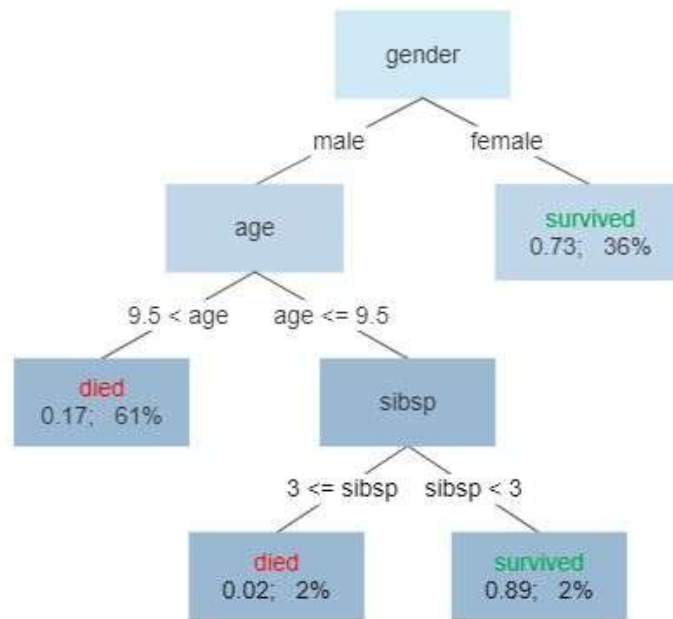 gender
male
female
age
survived
0.73; 36%
9.5 < age
age <= 9.5
died
0.17; 61%
sibsp
3 <= sibsp
sibsp < 3
died
0.02; 2%
survived
0.89; 2%